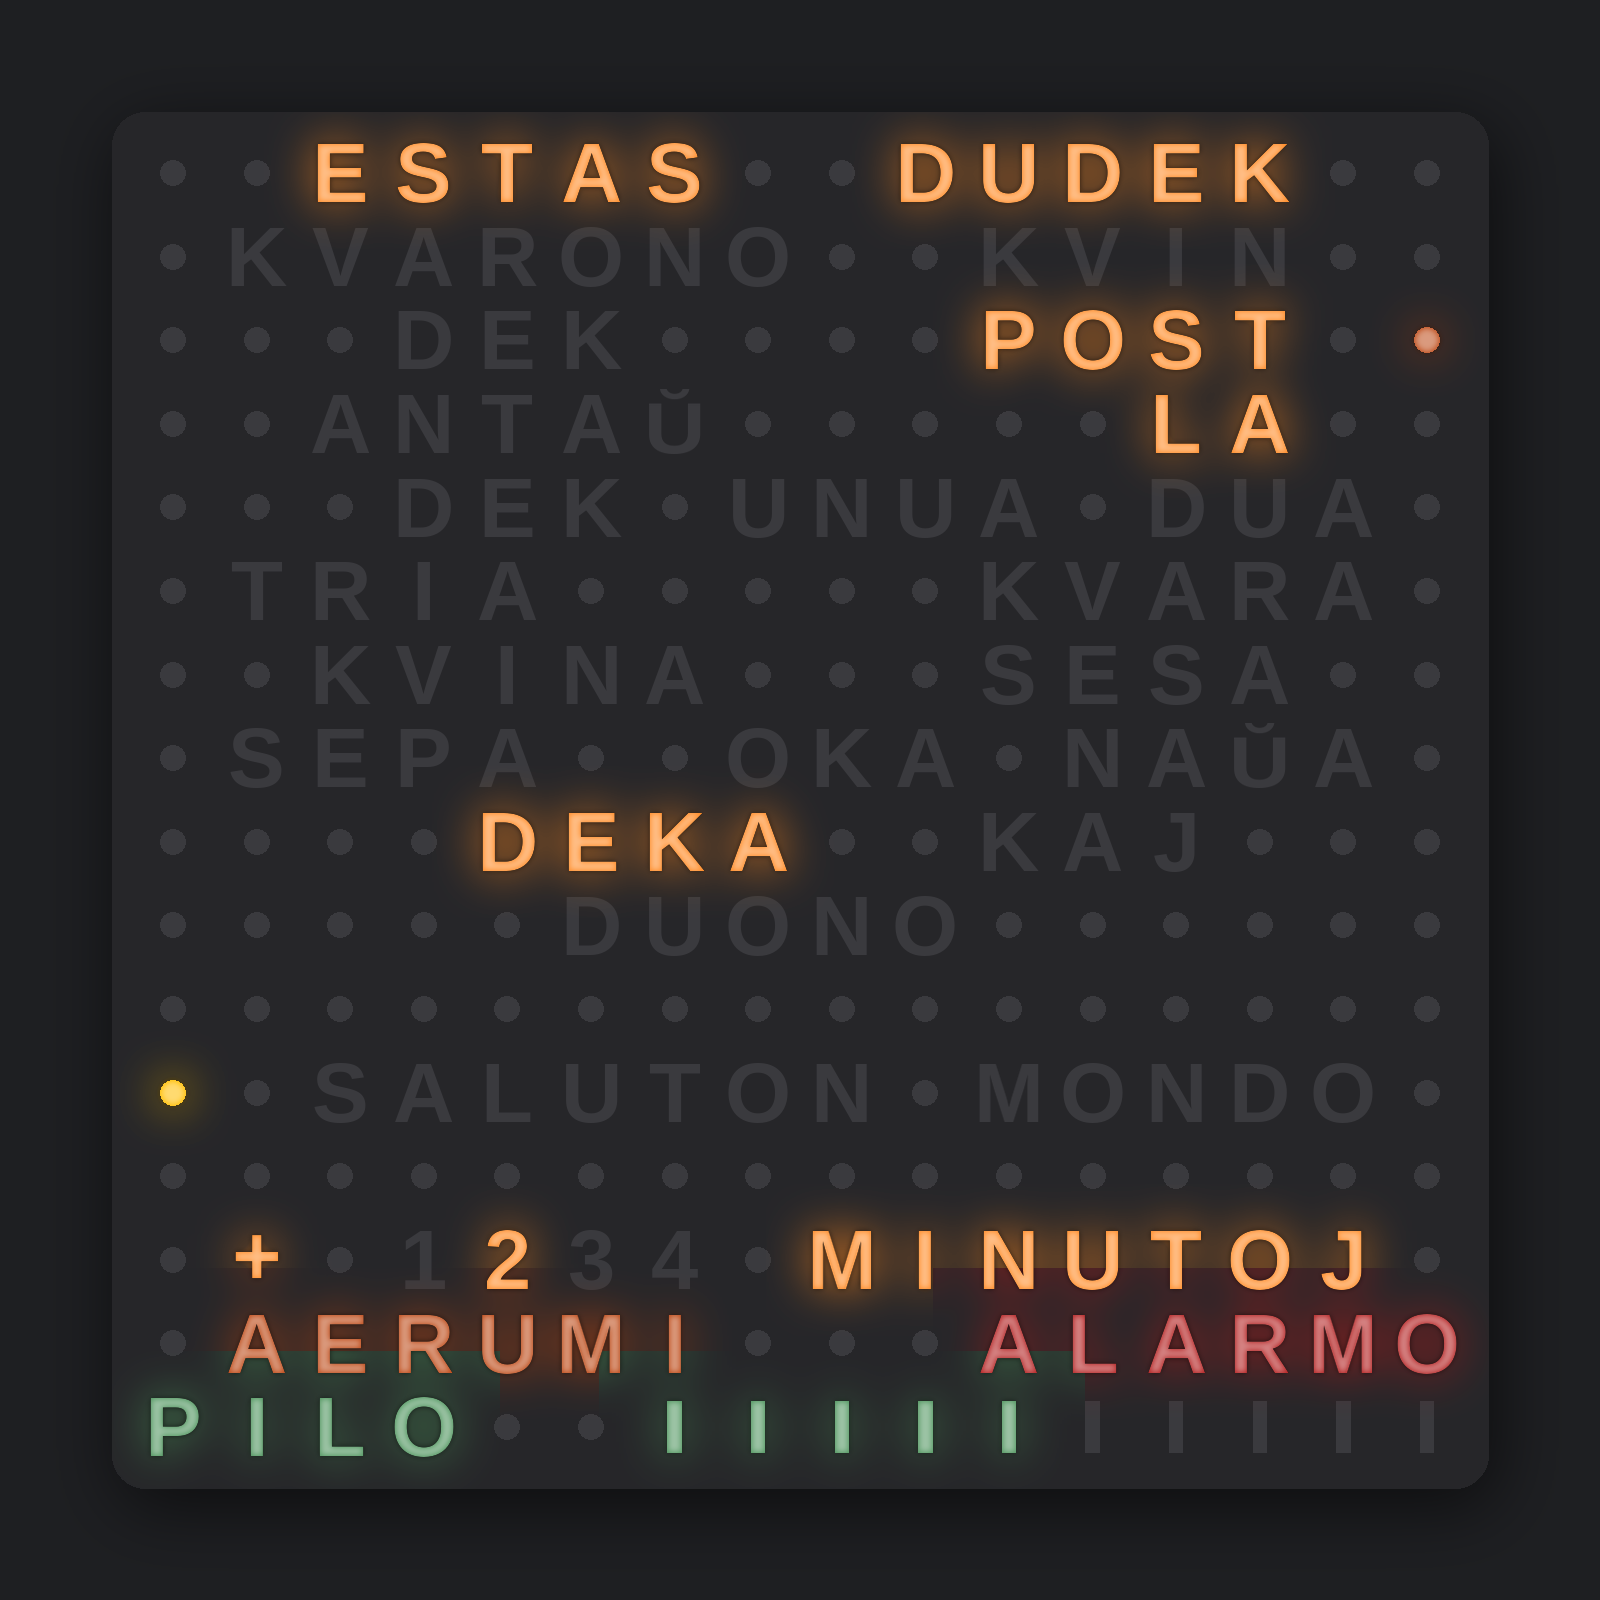 ESTAS DUDEK
KVARONO KVIN
DEK POST
ANTAŬ LA
DEK UNUA DUA
TRIA KVARA
KVINA SESA
SEPA OKA NAŬA
DEKA KAJ
DUONO
SALUTON MONDO
+ 1 2 3 4 MINUTOJ
AERUMI ALARMO
PILO I I I I I I I I I I